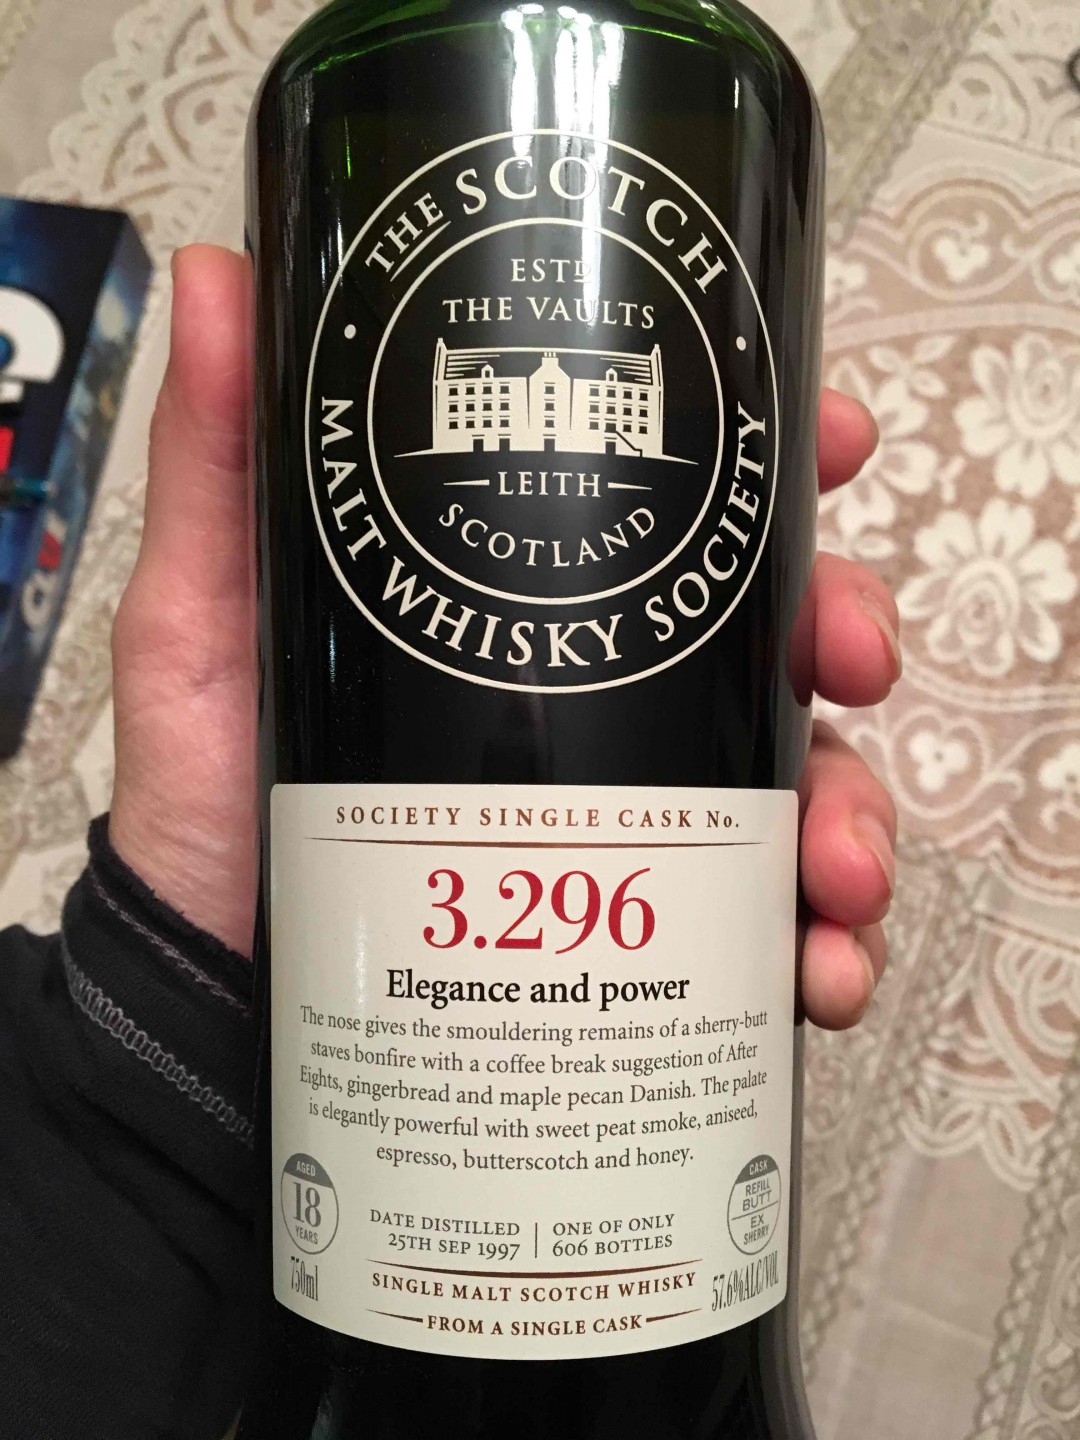 THE SCOTCH
ESTD
THE VAULTS
LEITH
SCOTLAND
MALT WHISKY SOCIETY
SOCIETY SINGLE CASK No.
3.296
Elegance and power
The nose gives the smouldering remains of a sherry-butt
staves bonfire with a coffee break suggestion of After
Eights, gingerbread and maple pecan Danish. The palate
is elegantly powerful with sweet peat smoke, aniseed,
espresso, butterscotch and honey.
AGED
18
YEARS
CASK
REFILL
BUTT
EX
SHERRY
DATE DISTILLED
25TH SEP 1997
ONE OF ONLY
606 BOTTLES
750ml
SINGLE MALT SCOTCH WHISKY
57.6%ALC/VOL
FROM A SINGLE CASK